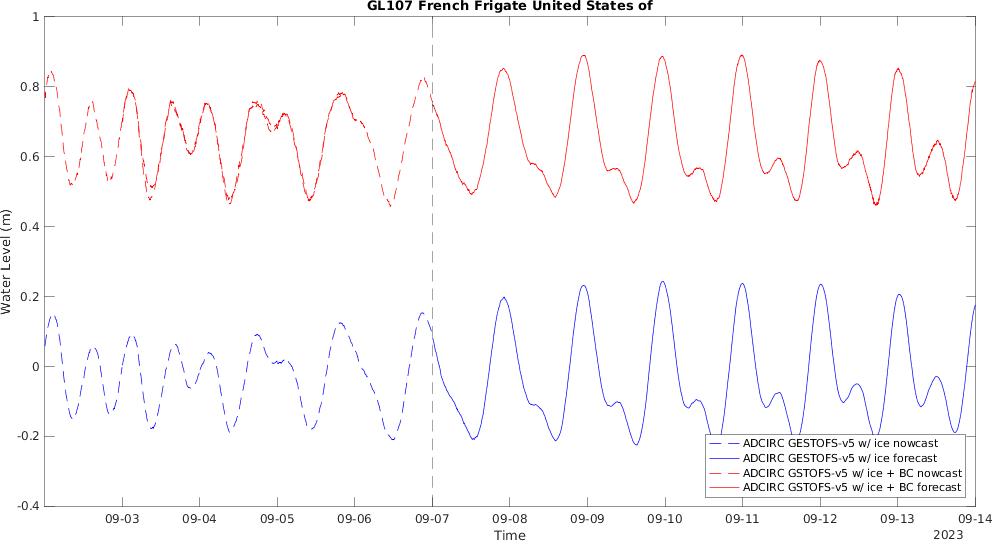 GL107 French Frigate United States of
Water Level (m)
1
0.8
0.6
0.4
0.2
0
-0.2
-0.4
ADCIRC GESTOFS-v5 w/ ice nowcast
ADCIRC GESTOFS-v5 w/ ice forecast
ADCIRC GSTOFS-v5 w/ ice + BC nowcast
ADCIRC GSTOFS-v5 w/ ice + BC forecast
09-03 09-04 09-05 09-06 09-07 09-08 09-09 09-10 09-11 09-12 09-13 09-14
Time
2023